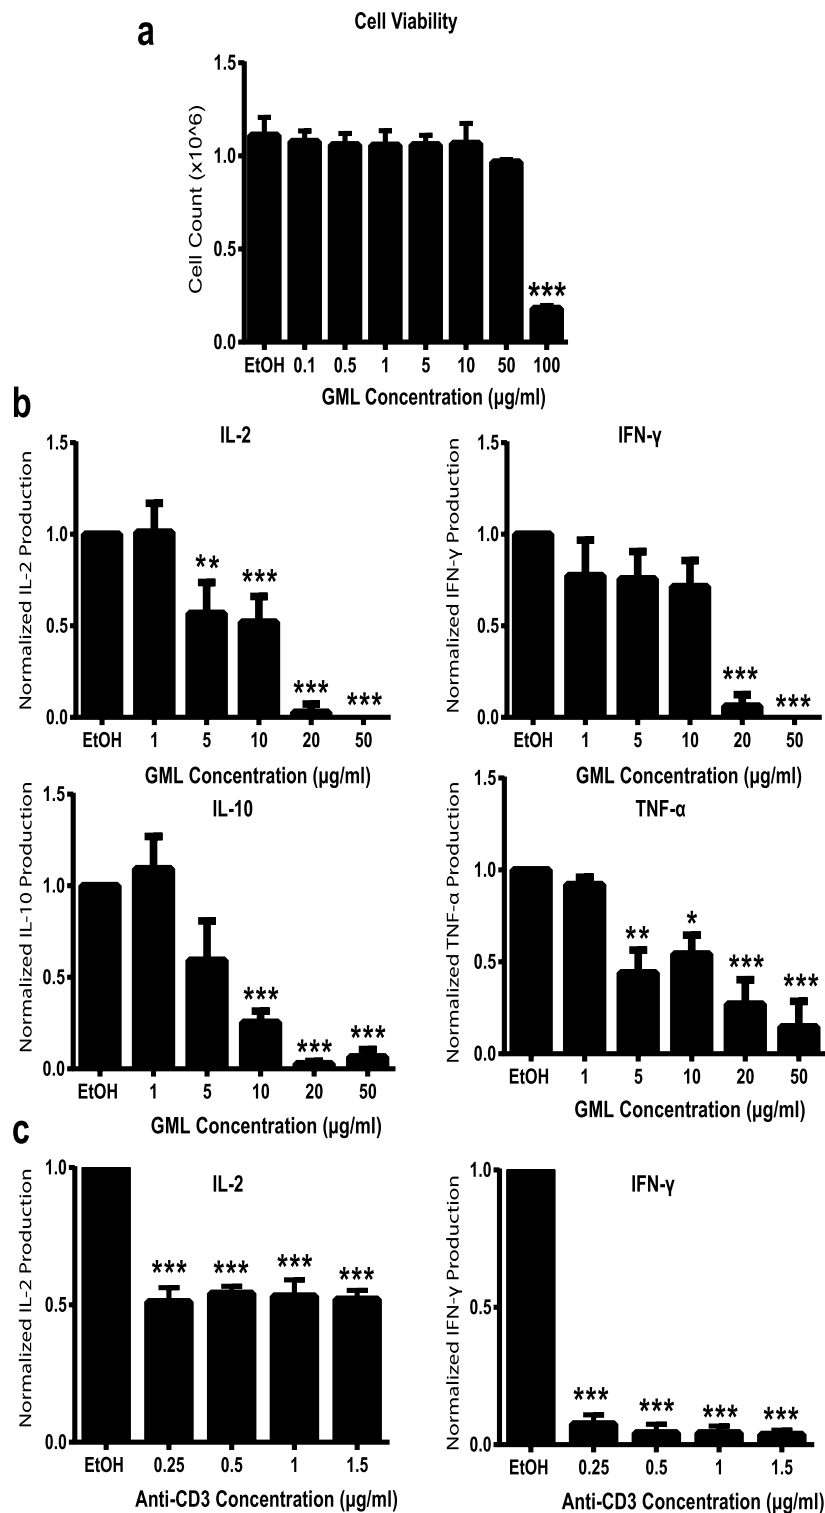 a
Cell Viability
Cell Count (x10^6)
1.5
1.0
0.5
0.0
***
EtOH 0.1 0.5 1 5 10 50 100
GML Concentration (μg/ml)
b
IL-2
Normalized IL-2 Production
1.5
1.0
0.5
0.0
** *** *** ***
EtOH 1 5 10 20 50
GML Concentration (μg/ml)
IFN-γ
Normalized IFN-γ Production
1.5
1.0
0.5
0.0
*** ***
EtOH 1 5 10 20 50
GML Concentration (μg/ml)
IL-10
Normalized IL-10 Production
1.5
1.0
0.5
0.0
*** *** ***
EtOH 1 5 10 20 50
GML Concentration (μg/ml)
TNF-α
Normalized TNF-α Production
1.5
1.0
0.5
0.0
** * *** ***
EtOH 1 5 10 20 50
GML Concentration (μg/ml)
c
IL-2
Normalized IL-2 Production
1.0
0.5
0.0
*** *** *** ***
EtOH 0.25 0.5 1 1.5
Anti-CD3 Concentration (μg/ml)
IFN-γ
Normalized IFN-γ Production
1.0
0.5
0.0
*** *** *** ***
EtOH 0.25 0.5 1 1.5
Anti-CD3 Concentration (μg/ml)